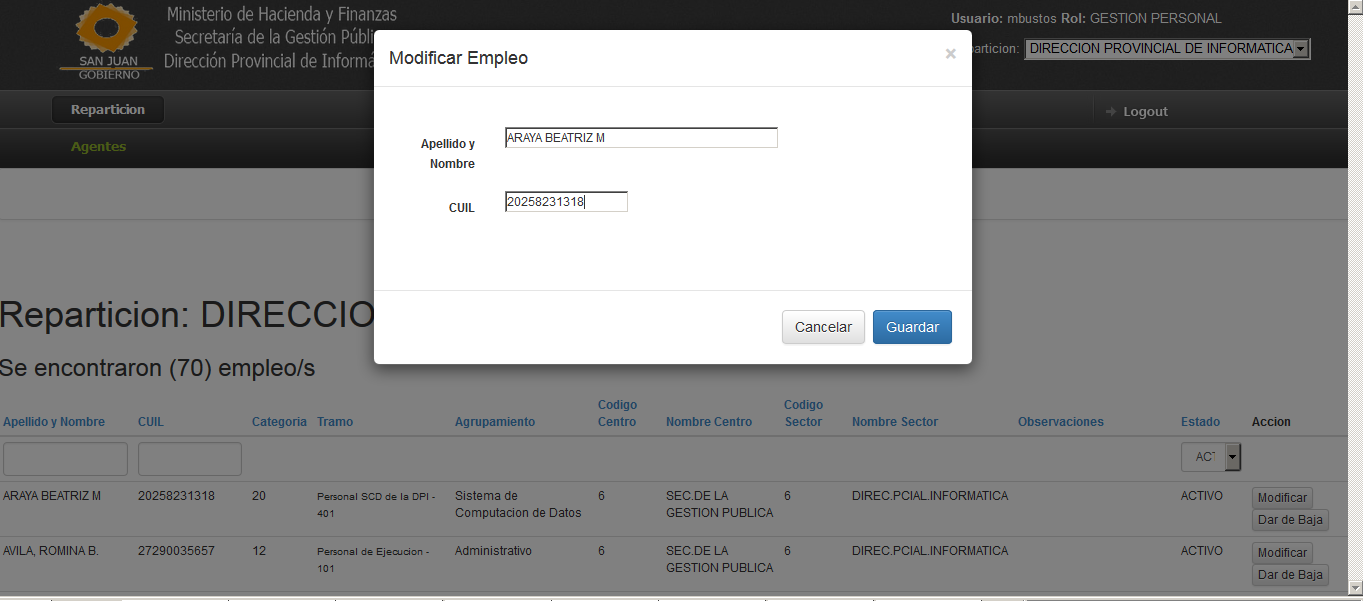 Ministerio de Hacienda y Finanzas
Secretaría de la Gestión Públi
Dirección Provincial de Informá
SAN JUAN
GOBIERNO
Usuario: mbustos Rol: GESTION PERSONAL
particion: DIRECCION PROVINCIAL DE INFORMATICA
Reparticion
Logout
Agentes
Modificar Empleo ×
Apellido y Nombre ARAYA BEATRIZ M
CUIL 20258231318
Cancelar Guardar
Reparticion: DIRECCIO
Se encontraron (70) empleo/s
Apellido y Nombre CUIL Categoria Tramo Agrupamiento Codigo Centro Nombre Centro Codigo Sector Nombre Sector Observaciones Estado Accion
ACT
ARAYA BEATRIZ M 20258231318 20 Personal SCD de la DPI - 401 Sistema de Computacion de Datos 6 SEC.DE LA GESTION PUBLICA 6 DIREC.PCIAL.INFORMATICA ACTIVO Modificar
Dar de Baja
AVILA, ROMINA B. 27290035657 12 Personal de Ejecucion - 101 Administrativo 6 SEC.DE LA GESTION PUBLICA 6 DIREC.PCIAL.INFORMATICA ACTIVO Modificar
Dar de Baja